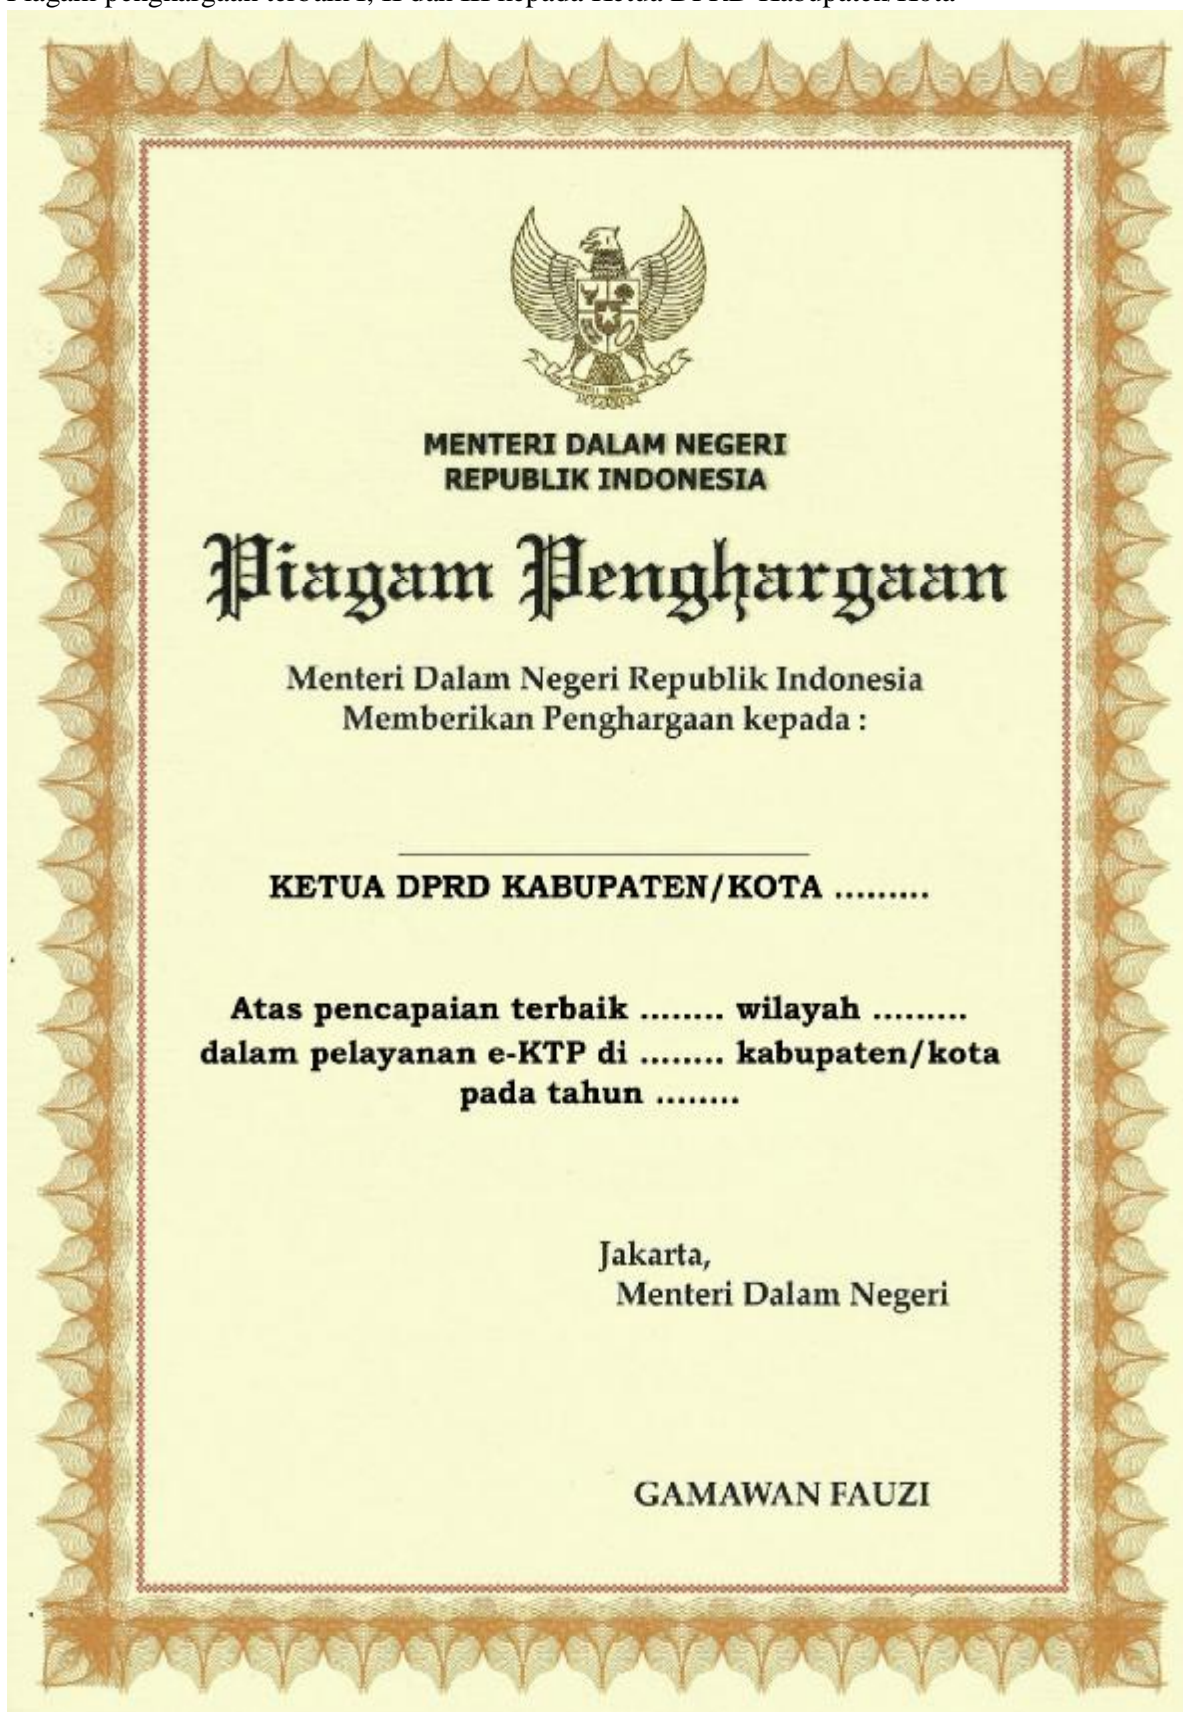 Piagam penghargaan terbaik I, II dan III kepada Ketua DPRD Kabupaten/Kota
MENTERI DALAM NEGERI
REPUBLIK INDONESIA
Piagam Penghargaan
Menteri Dalam Negeri Republik Indonesia
Memberikan Penghargaan kepada :
KETUA DPRD KABUPATEN/KOTA .........
Atas pencapaian terbaik ........ wilayah .........
dalam pelayanan e-KTP di ........ kabupaten/kota
pada tahun ........
Jakarta,
Menteri Dalam Negeri
GAMAWAN FAUZI